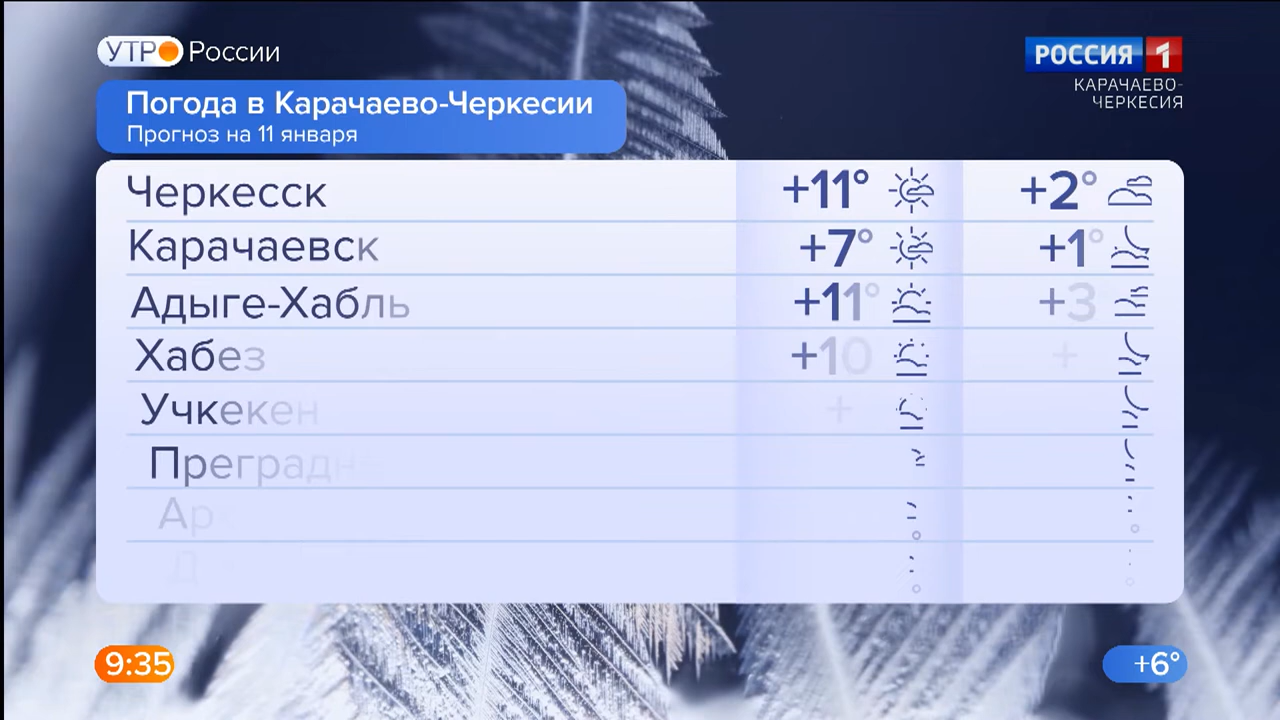 УТРО России
РОССИЯ 1
КАРАЧАЕВО-
ЧЕРКЕСИЯ
Погода в Карачаево-Черкесии
Прогноз на 11 января
Черкесск +11° +2°
Карачаевск +7° +1°
Адыге-Хабль +11° +3
Хабез +10 +
Учкекен +
9:35 +6°